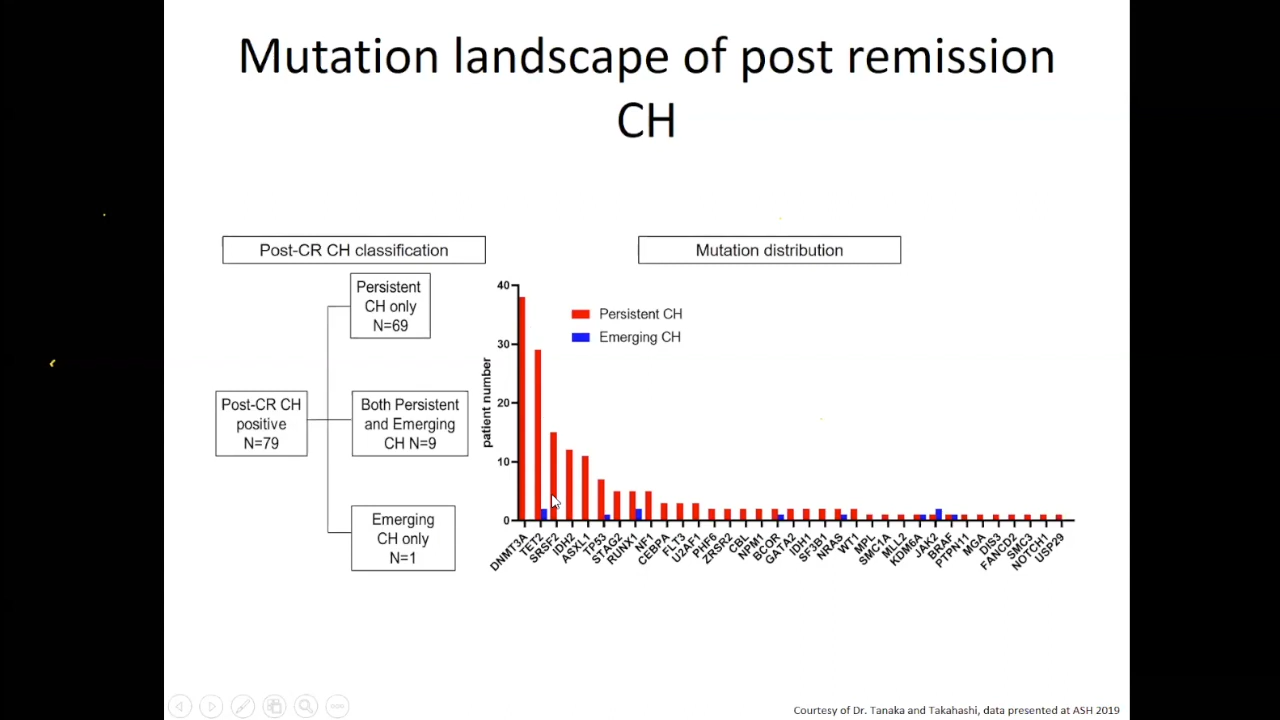 Mutation landscape of post remission
CH
Post-CR CH classification
Mutation distribution
Persistent
CH only
N=69
Post-CR CH
positive
N=79
Both Persistent
and Emerging
CH N=9
Emerging
CH only
N=1
patient number
40
30
20
10
0
Persistent CH
Emerging CH
DNMT3A
TET2
SRSF2
IDH2
ASXL1
TP53
STAG2
RUNX1
NF1
CEBPA
FLT3
U2AF1
PHF6
ZRSR2
CBL
NPM1
BCOR
GATA2
IDH1
SF3B1
NRAS
WT1
MPL
SMC1A
MLL2
KDM6A
JAK2
BRAF
PTPN11
MGA
DIS3
FANCD2
SMC3
NOTCH1
USP29
Courtesy of Dr. Tanaka and Takahashi, data presented at ASH 2019